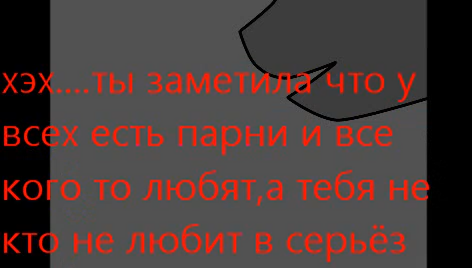 хэх....ты заметила что у
всех есть парни и все
кого то любят,а тебя не
кто не любит в серьёз